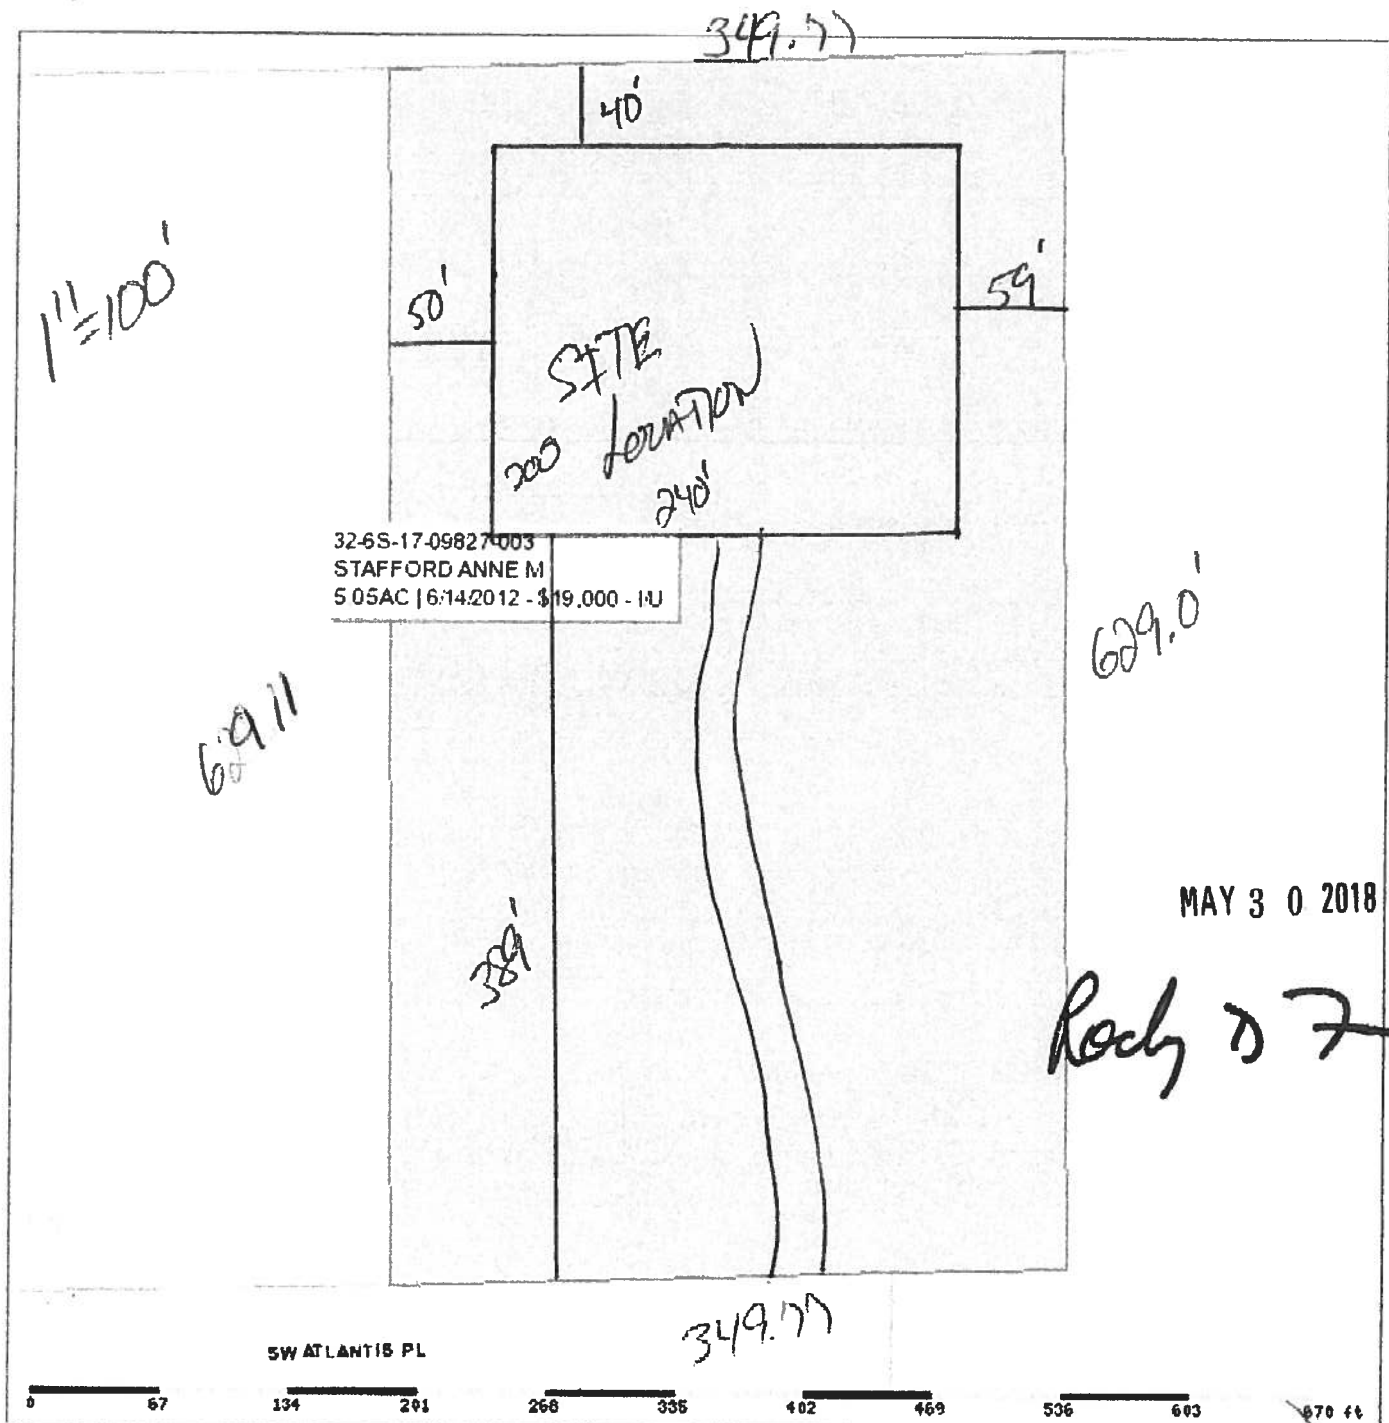 349.77
40'
1"=100'
50'
59'
SITE
LOCATION
200
240'
32-6S-17-09827-003
STAFFORD ANNE M
5.05AC | 6/14/2012 - $19,000 - I/U
629.0'
629 11
MAY 3 0 2018
389'
349.77
SW ATLANTIS PL
0 67 134 201 268 335 402 469 536 603 670 ft